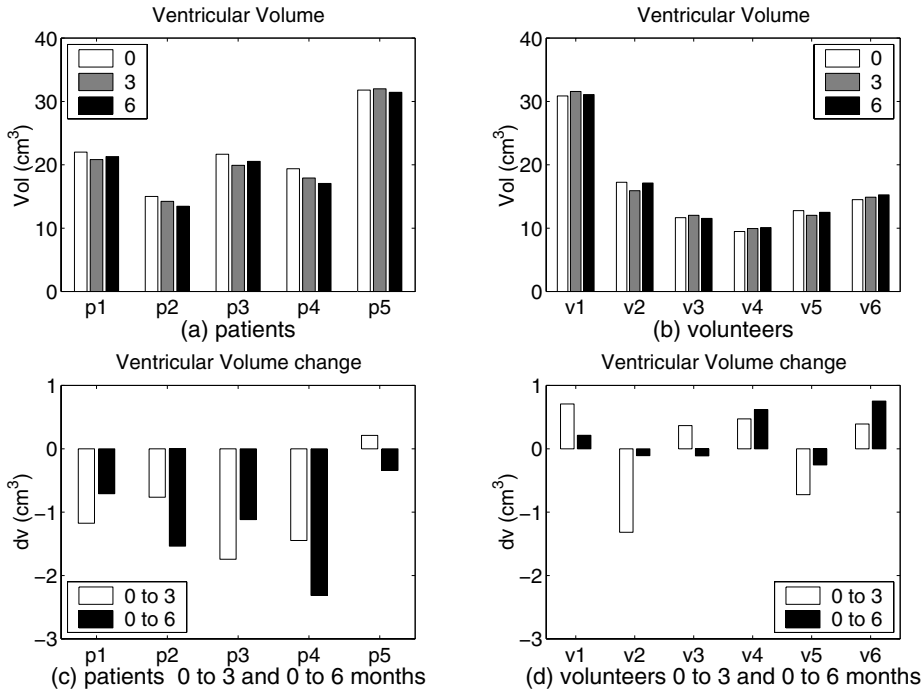 Ventricular Volume
40
30
20
10
0
Vol (cm3)
0
3
6
p1 p2 p3 p4 p5
(a) patients
Ventricular Volume
40
30
20
10
0
Vol (cm3)
0
3
6
v1 v2 v3 v4 v5 v6
(b) volunteers
Ventricular Volume change
1
0
−1
−2
−3
dv (cm3)
0 to 3
0 to 6
p1 p2 p3 p4 p5
(c) patients 0 to 3 and 0 to 6 months
Ventricular Volume change
1
0
−1
−2
−3
dv (cm3)
0 to 3
0 to 6
v1 v2 v3 v4 v5 v6
(d) volunteers 0 to 3 and 0 to 6 months